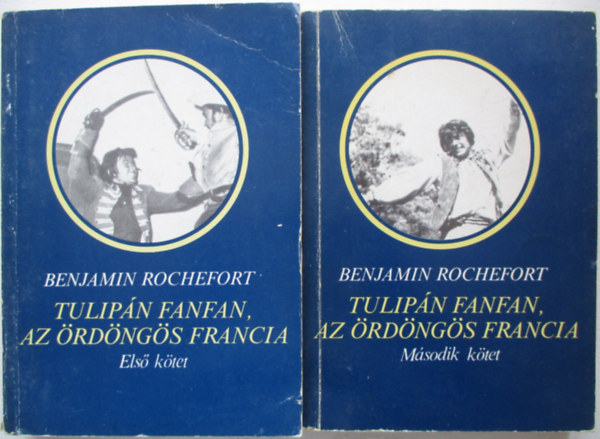 BENJAMIN ROCHEFORT
TULIPÁN FANFAN,
AZ ÖRDÖNGÖS FRANCIA
Első kötet
BENJAMIN ROCHEFORT
TULIPÁN FANFAN,
AZ ÖRDÖNGÖS FRANCIA
Második kötet